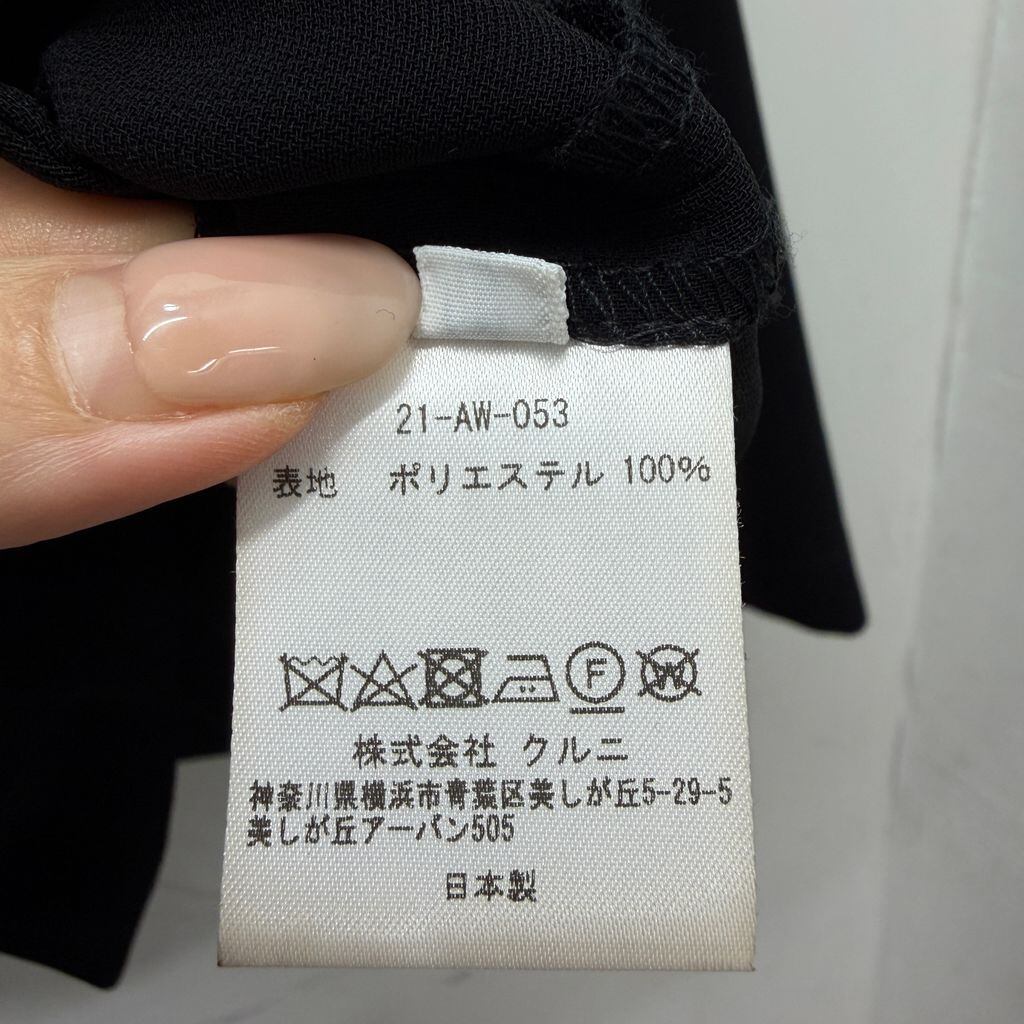 21-AW-053
表地 ポリエステル 100%
F W
株式会社 クルニ
神奈川県横浜市青葉区美しが丘5-29-5
美しが丘アーバン505
日本製